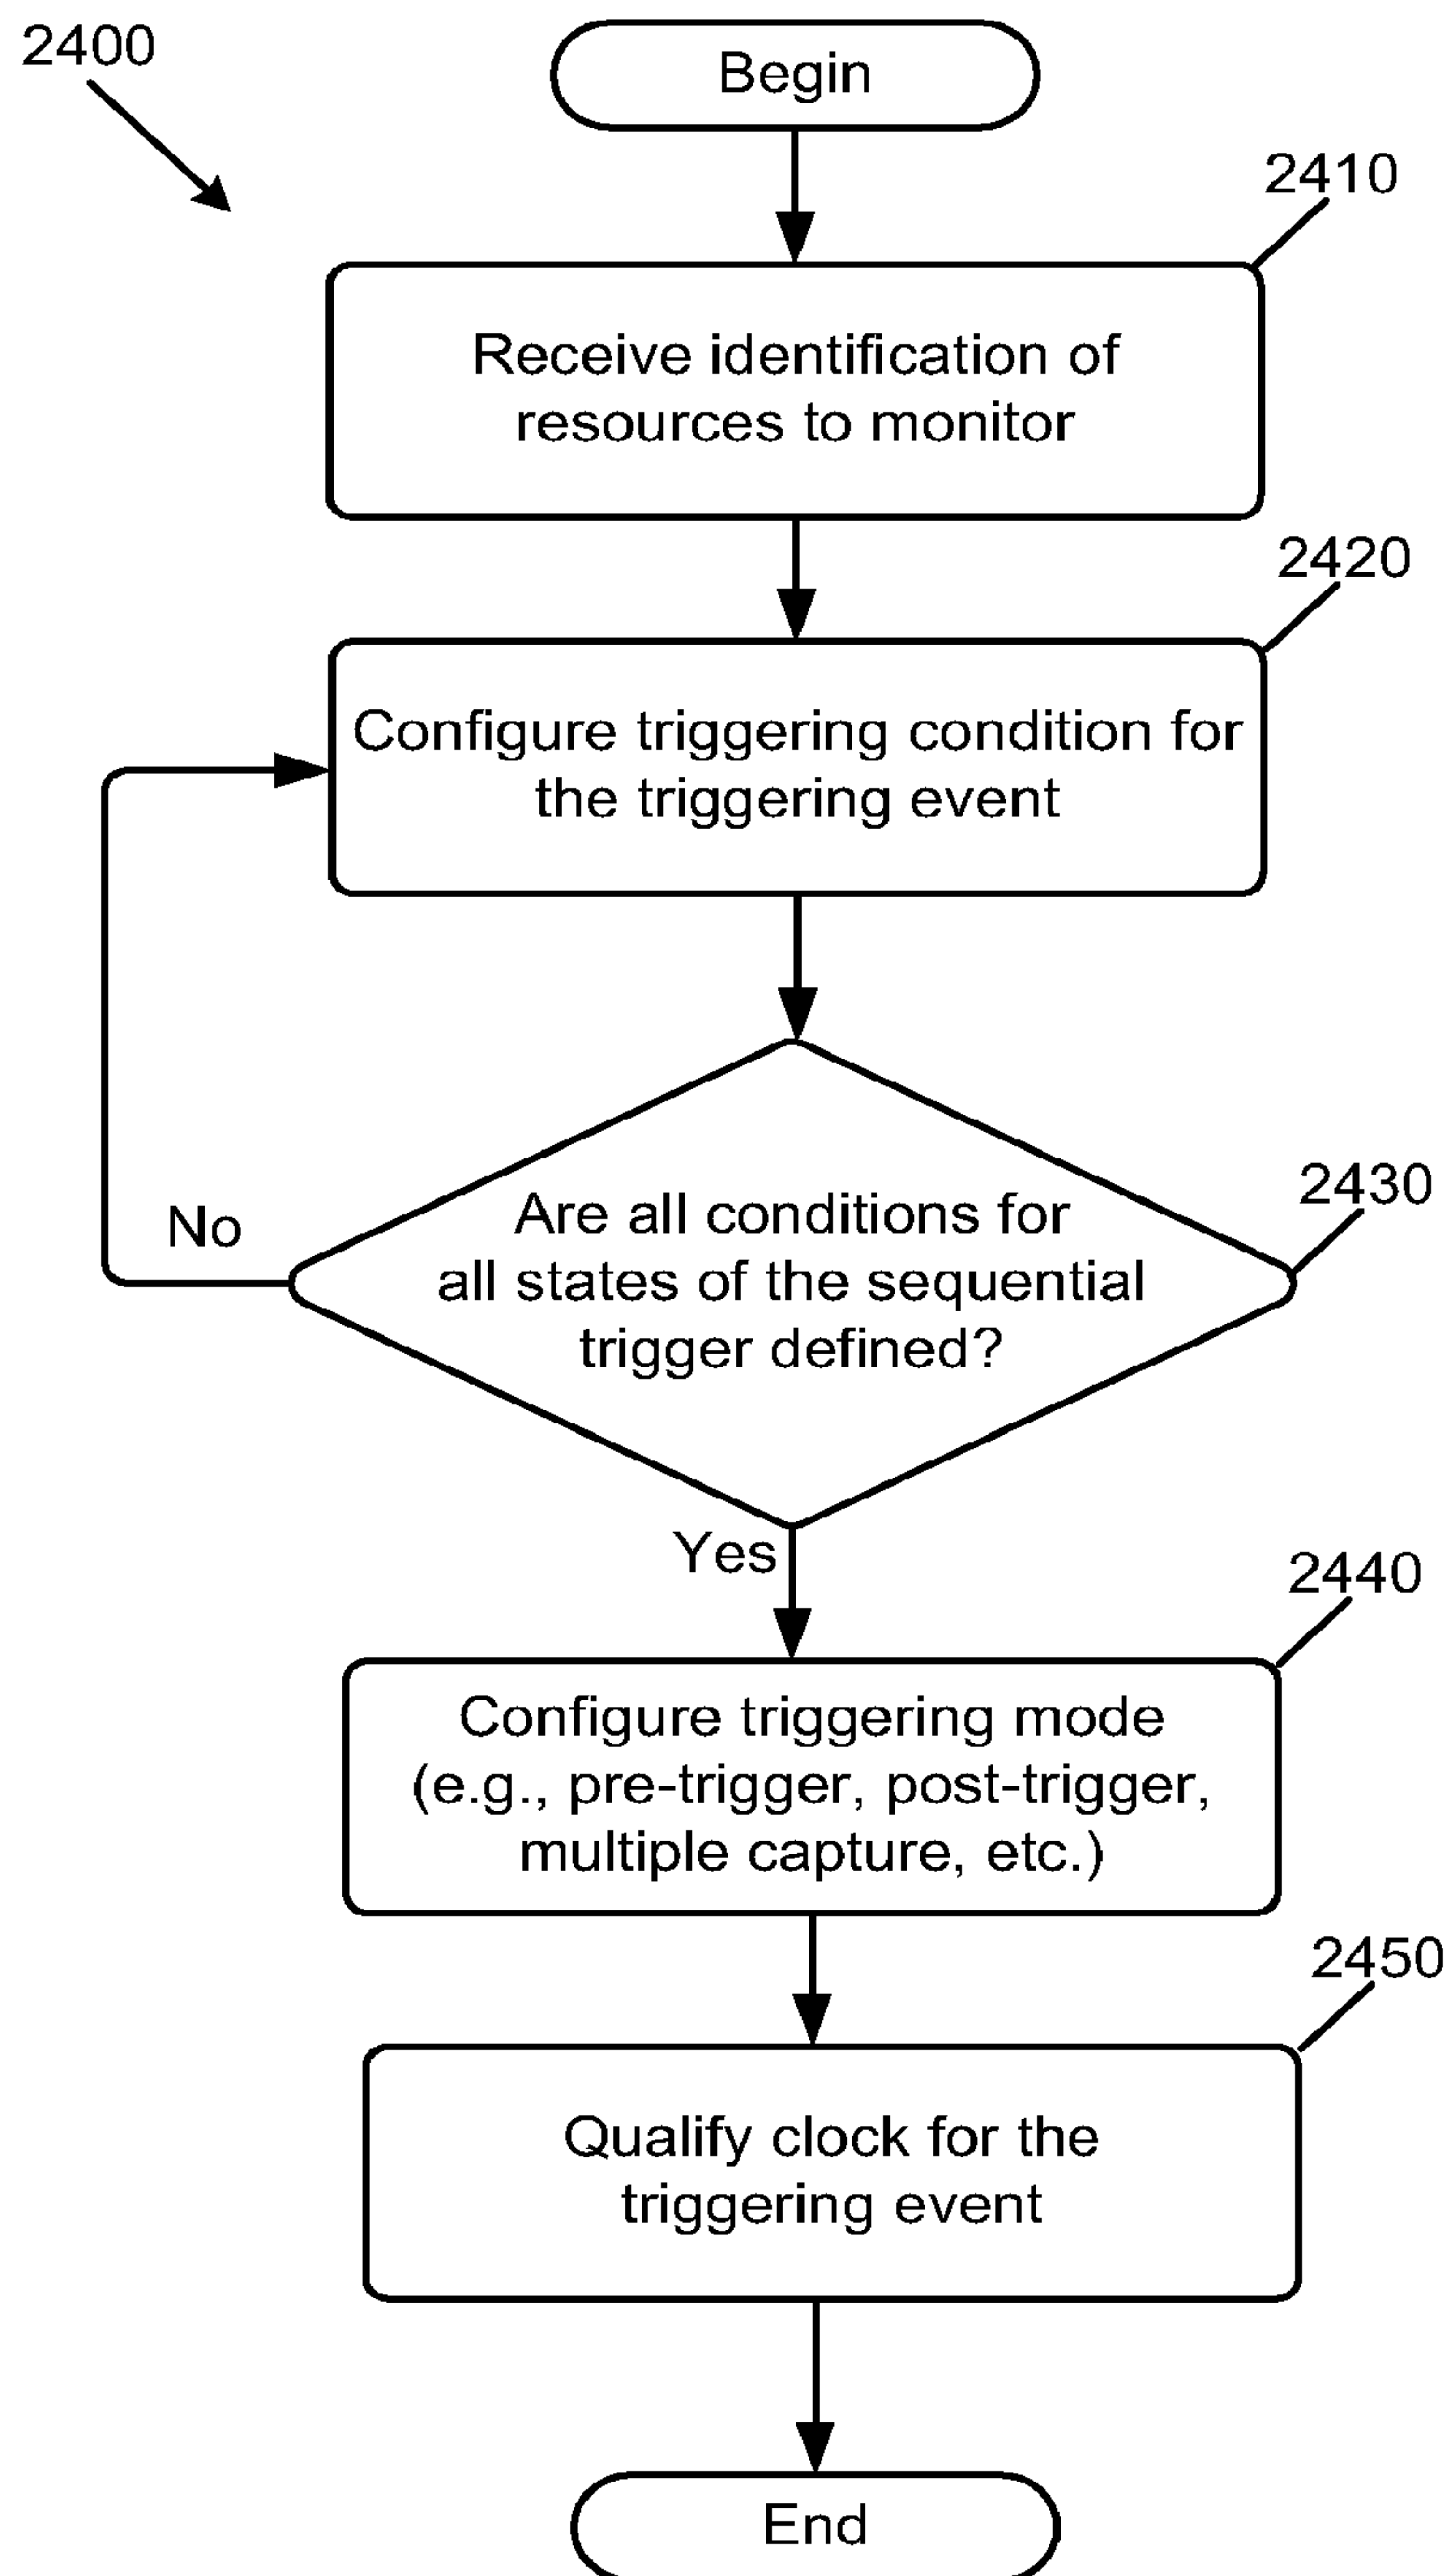 2400
Begin
2410
Receive identification of
resources to monitor
2420
Configure triggering condition for
the triggering event
2430
Are all conditions for
all states of the sequential
trigger defined?
No
Yes
2440
Configure triggering mode
(e.g., pre-trigger, post-trigger,
multiple capture, etc.)
2450
Qualify clock for the
triggering event
End